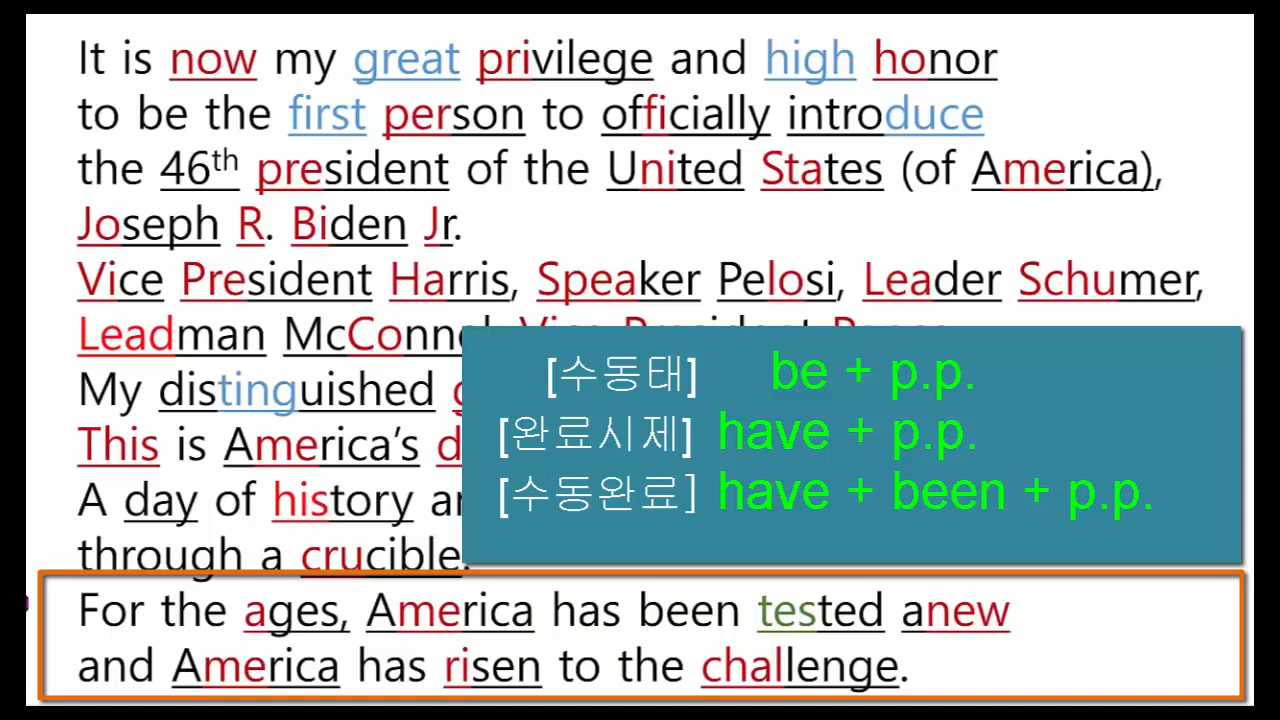 It is now my great privilege and high honor
to be the first person to officially introduce
the 46th president of the United States (of America),
Joseph R. Biden Jr.
Vice President Harris, Speaker Pelosi, Leader Schumer,
Leadman
My distinguished
This is America's
A day of history
through a crucible.
[수동태] be + p.p.
[완료시제] have + p.p.
[수동완료] have + been + p.p.
For the ages, America has been tested anew
and America has risen to the challenge.